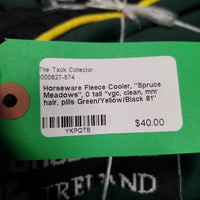 The Tack Collector
I000627-574
Horseware Fleece Cooler, "Spruce
Meadows", 0 tail *vgc, clean, mnr
hair, pills Green/Yellow/Black 81"
YKPQTB
$40.00
IRELAND